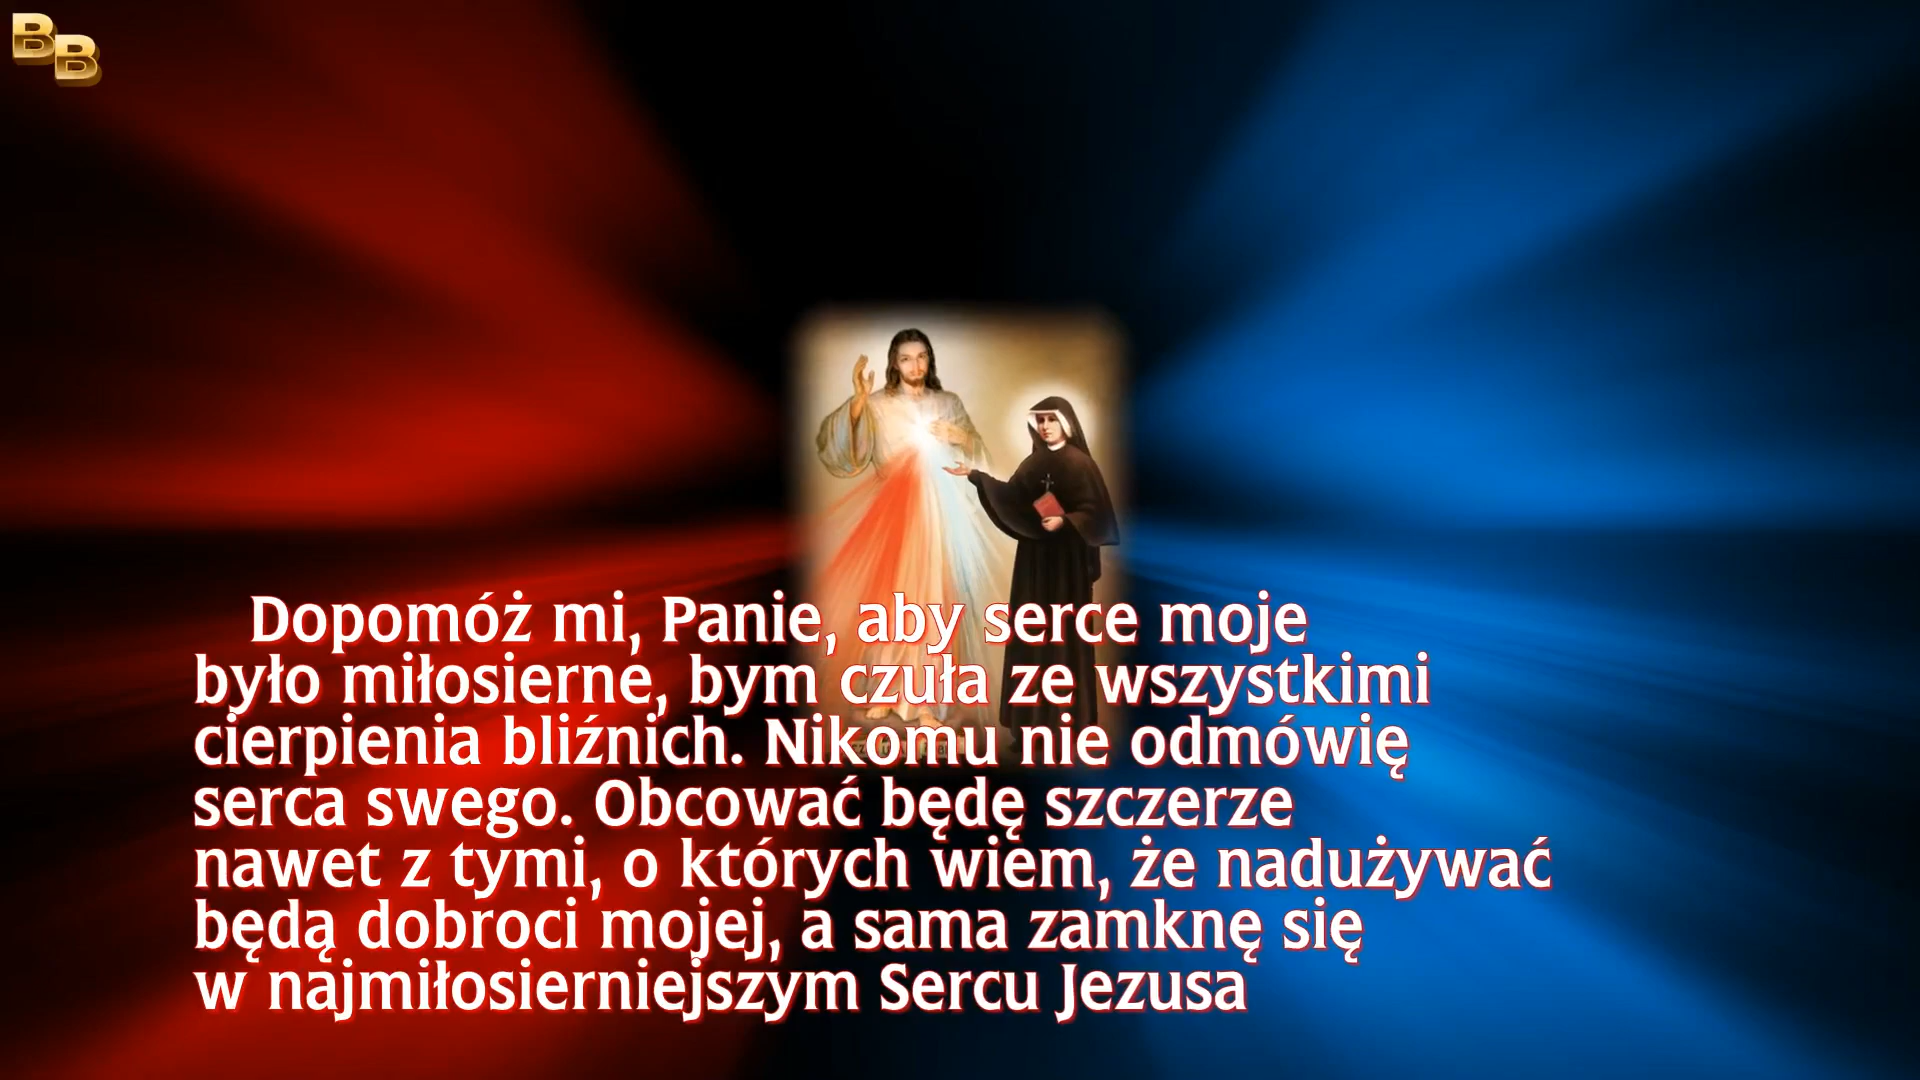 BB
Dopomóż mi, Panie, aby serce moje
było miłosierne, bym czuła ze wszystkimi
cierpienia bliźnich. Nikomu nie odmówię
serca swego. Obcować będę szczerze
nawet z tymi, o których wiem, że nadużywać
będą dobroci mojej, a sama zamknę się
w najmiłosierniejszym Sercu Jezusa